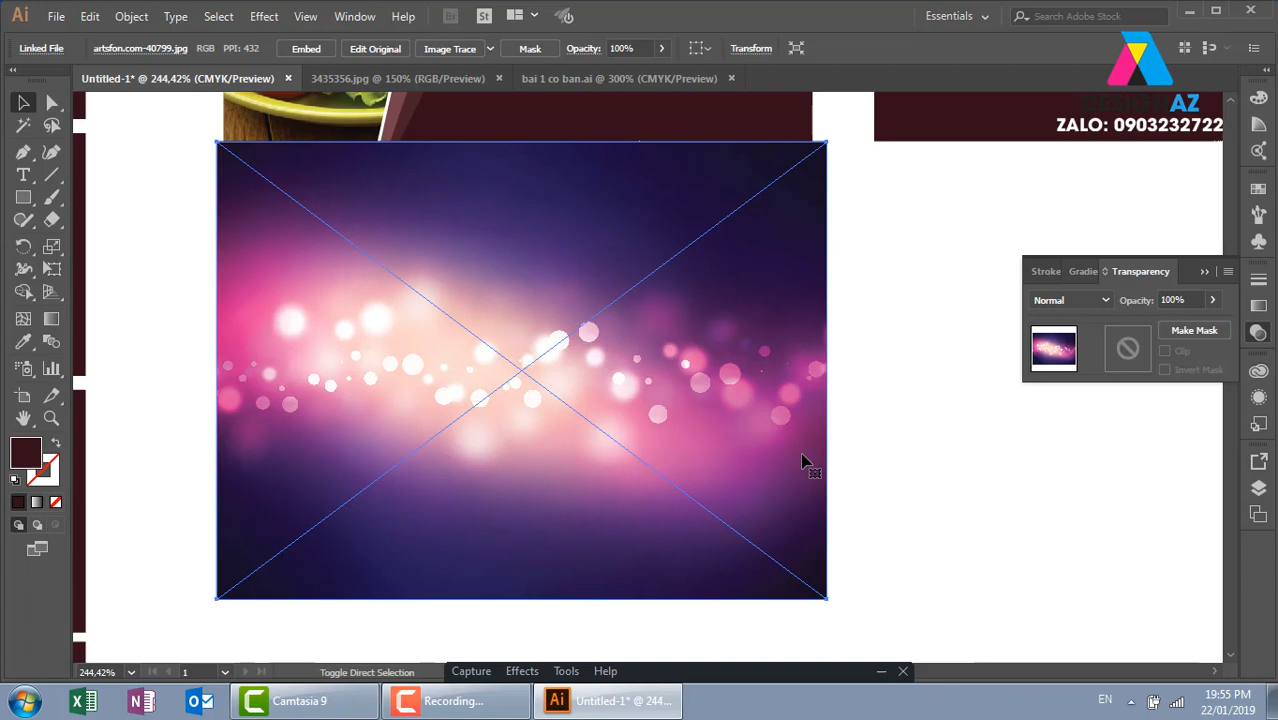 Ai File Edit Object Type Select Effect View Window Help Br St Essentials Search Adobe Stock
Linked File artsfon.com-40799.jpg RGB PPI: 432 Embed Edit Original Image Trace Mask Opacity: 100% Transform
Untitled-1* @ 244,42% (CMYK/Preview) 3435356.jpg @ 150% (RGB/Preview) bai 1 co ban.ai @ 300% (CMYK/Preview)
DESIGN AZ
ZALO: 0903232722
Stroke Gradie Transparency
Normal Opacity: 100%
Make Mask
Clip
Invert Mask
244,42% 1 Toggle Direct Selection
Capture Effects Tools Help
Camtasia 9 Recording... Ai Untitled-1* @ 244... EN 19:55
22/01/2019